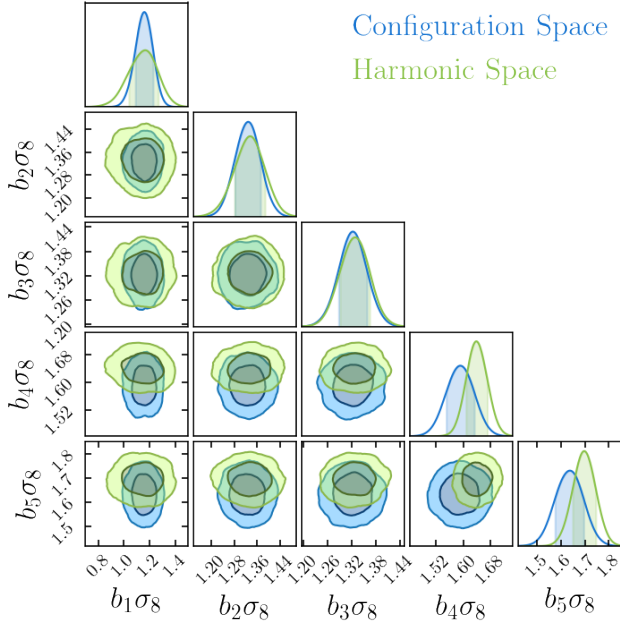 Configuration Space
Harmonic Space
b₂σ₈
1.44
1.36
1.28
1.20
b₃σ₈
1.44
1.38
1.32
1.26
1.20
b₄σ₈
1.68
1.60
1.52
b₅σ₈
1.8
1.7
1.6
1.5
0.8 1.0 1.2 1.4
1.20 1.28 1.36 1.44
1.20 1.26 1.32 1.38 1.44
1.52 1.60 1.68
1.5 1.6 1.7 1.8
b₁σ₈ b₂σ₈ b₃σ₈ b₄σ₈ b₅σ₈